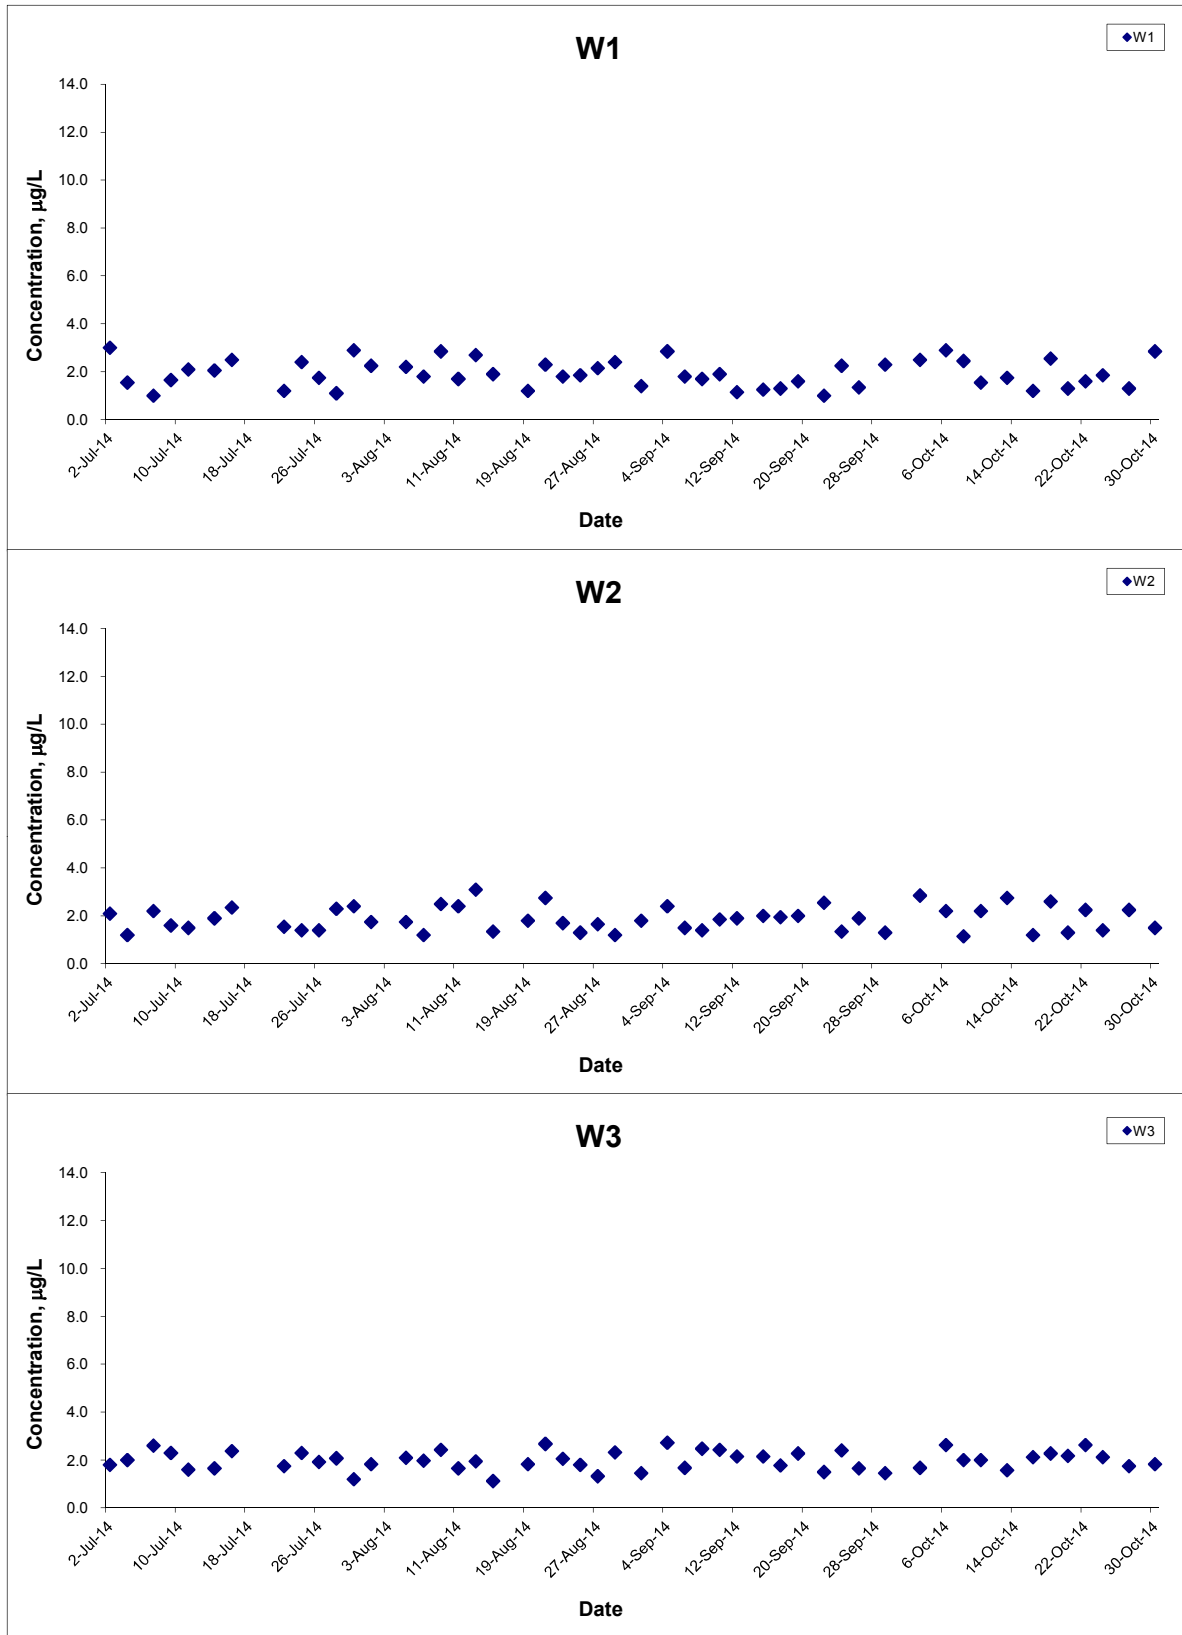 W1
W1
14.0
12.0
10.0
8.0
6.0
4.0
2.0
0.0
Concentration, µg/L
2-Jul-14 10-Jul-14 18-Jul-14 26-Jul-14 3-Aug-14 11-Aug-14 19-Aug-14 27-Aug-14 4-Sep-14 12-Sep-14 20-Sep-14 28-Sep-14 6-Oct-14 14-Oct-14 22-Oct-14 30-Oct-14
Date
W2
W2
14.0
12.0
10.0
8.0
6.0
4.0
2.0
0.0
Concentration, µg/L
2-Jul-14 10-Jul-14 18-Jul-14 26-Jul-14 3-Aug-14 11-Aug-14 19-Aug-14 27-Aug-14 4-Sep-14 12-Sep-14 20-Sep-14 28-Sep-14 6-Oct-14 14-Oct-14 22-Oct-14 30-Oct-14
Date
W3
W3
14.0
12.0
10.0
8.0
6.0
4.0
2.0
0.0
Concentration, µg/L
2-Jul-14 10-Jul-14 18-Jul-14 26-Jul-14 3-Aug-14 11-Aug-14 19-Aug-14 27-Aug-14 4-Sep-14 12-Sep-14 20-Sep-14 28-Sep-14 6-Oct-14 14-Oct-14 22-Oct-14 30-Oct-14
Date